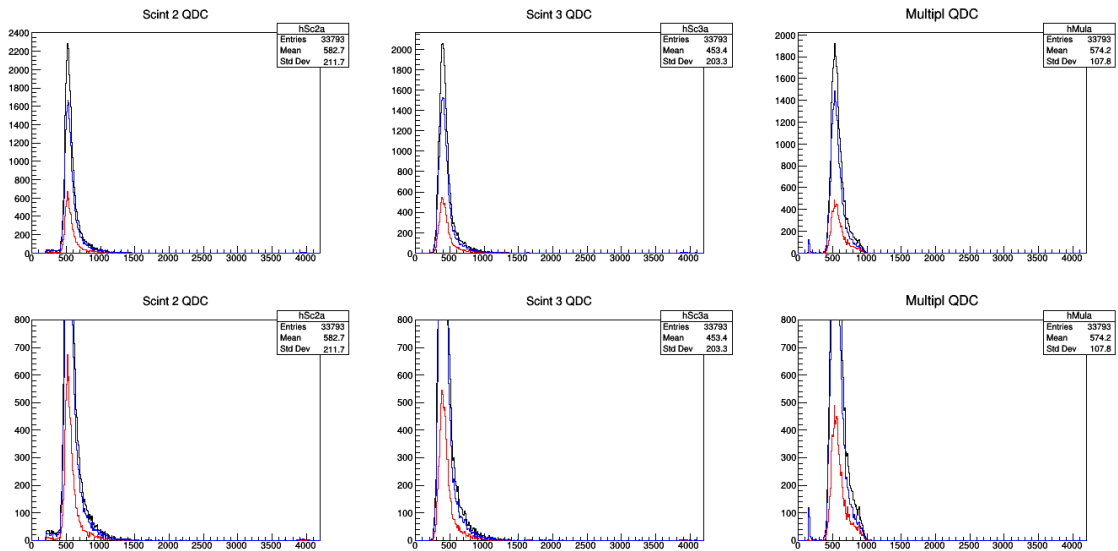 Scint 2 QDC
hSc2a
Entries 33793
Mean 582.7
Std Dev 211.7
2400
2200
2000
1800
1600
1400
1200
1000
800
600
400
200
0
0 500 1000 1500 2000 2500 3000 3500 4000
Scint 3 QDC
hSc3a
Entries 33793
Mean 453.4
Std Dev 203.3
2000
1800
1600
1400
1200
1000
800
600
400
200
0
0 500 1000 1500 2000 2500 3000 3500 4000
Multipl QDC
hMula
Entries 33793
Mean 574.2
Std Dev 107.8
2000
1800
1600
1400
1200
1000
800
600
400
200
0
0 500 1000 1500 2000 2500 3000 3500 4000
Scint 2 QDC
hSc2a
Entries 33793
Mean 582.7
Std Dev 211.7
800
700
600
500
400
300
200
100
0
0 500 1000 1500 2000 2500 3000 3500 4000
Scint 3 QDC
hSc3a
Entries 33793
Mean 453.4
Std Dev 203.3
800
700
600
500
400
300
200
100
0
0 500 1000 1500 2000 2500 3000 3500 4000
Multipl QDC
hMula
Entries 33793
Mean 574.2
Std Dev 107.8
800
700
600
500
400
300
200
100
0
0 500 1000 1500 2000 2500 3000 3500 4000